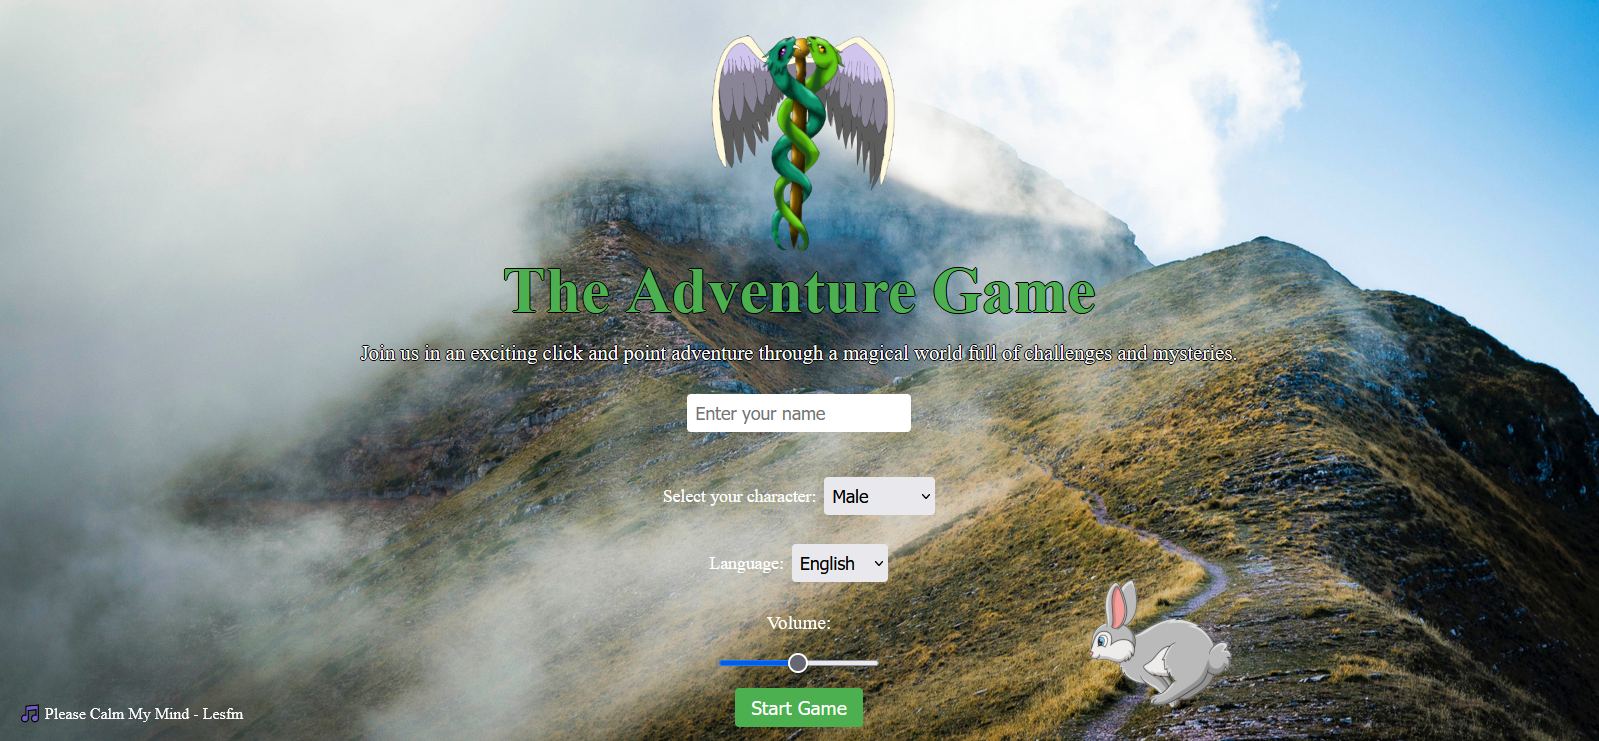 The Adventure Game
Join us in an exciting click and point adventure through a magical world full of challenges and mysteries.
Enter your name
Select your character: Male
Language: English
Volume:
Start Game
Please Calm My Mind - Lesfm